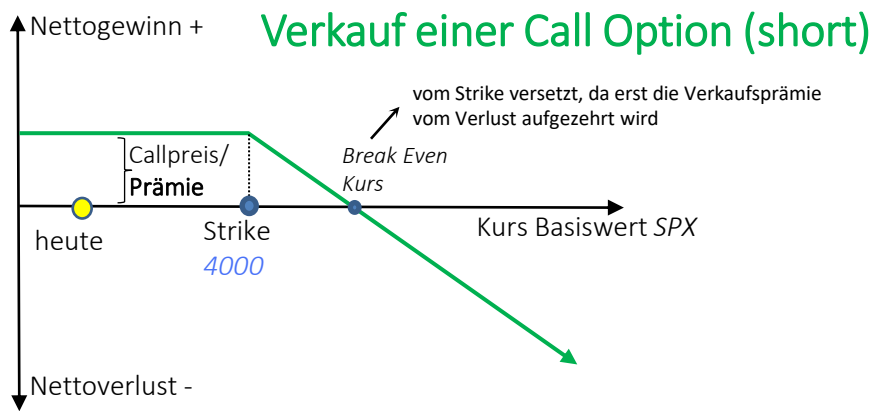 Nettogewinn +
Verkauf einer Call Option (short)
vom Strike versetzt, da erst die Verkaufsprämie
vom Verlust aufgezehrt wird
Callpreis/
Prämie
Break Even
Kurs
heute
Strike
4000
Kurs Basiswert SPX
Nettoverlust -